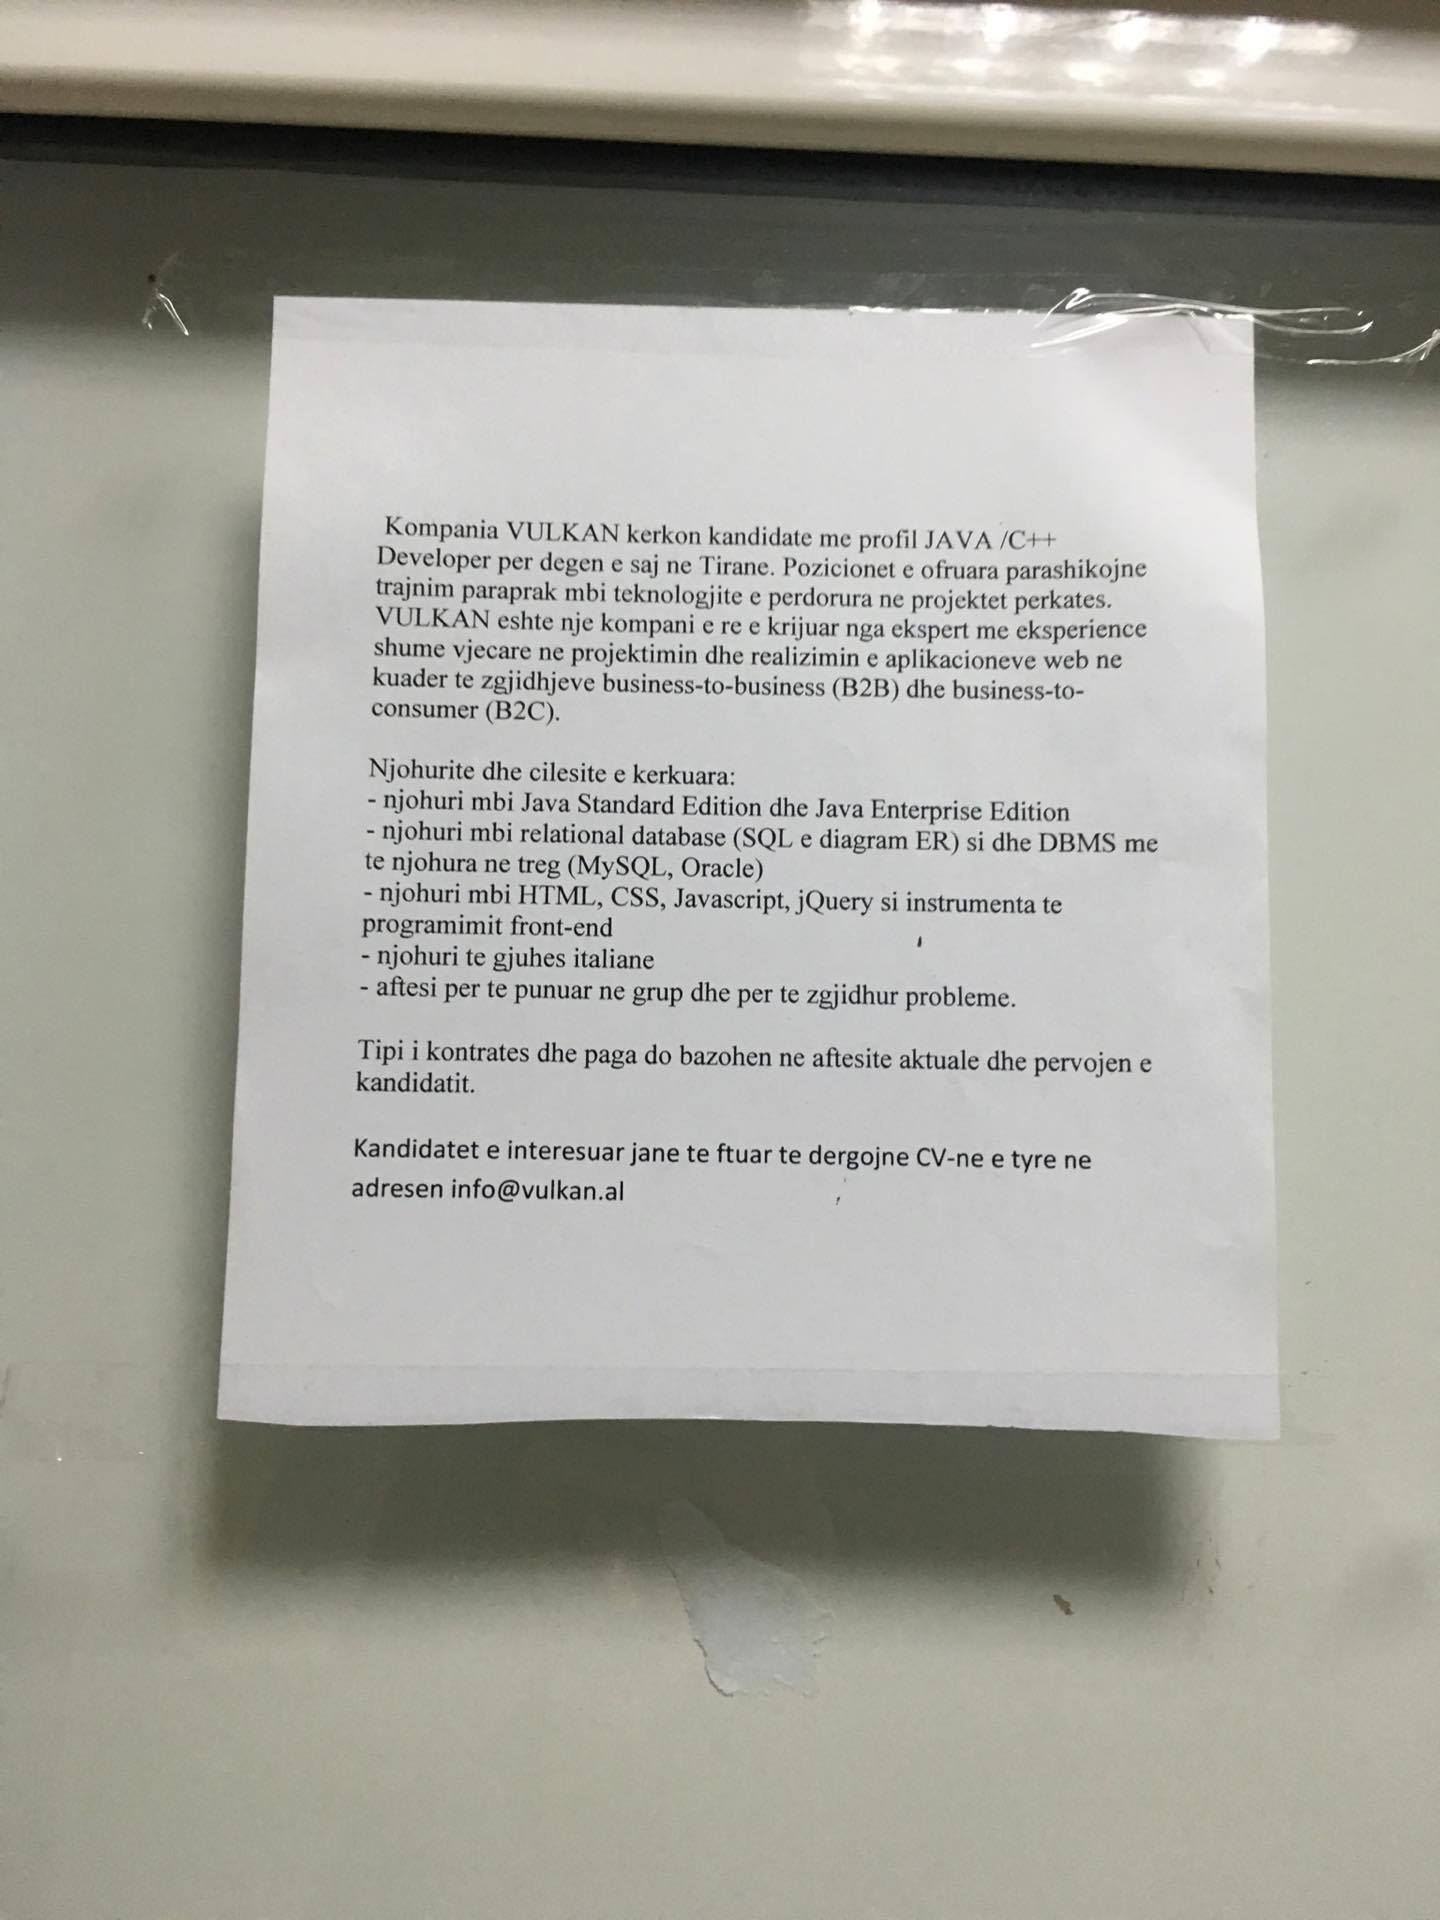 Kompania VULKAN kerkon kandidate me profil JAVA /C++
Developer per degen e saj ne Tirane. Pozicionet e ofruara parashikojne
trajnim paraprak mbi teknologjite e perdorura ne projektet perkates.
VULKAN eshte nje kompani e re e krijuar nga ekspert me eksperience
shume vjecare ne projektimin dhe realizimin e aplikacioneve web ne
kuader te zgjidhjeve business-to-business (B2B) dhe business-to-
consumer (B2C).
Njohurite dhe cilesite e kerkuara:
- njohuri mbi Java Standard Edition dhe Java Enterprise Edition
- njohuri mbi relational database (SQL e diagram ER) si dhe DBMS me
te njohura ne treg (MySQL, Oracle)
- njohuri mbi HTML, CSS, Javascript, jQuery si instrumenta te
programimit front-end
- njohuri te gjuhes italiane
- aftesi per te punuar ne grup dhe per te zgjidhur probleme.
Tipi i kontrates dhe paga do bazohen ne aftesite aktuale dhe pervojen e
kandidatit.
Kandidatet e interesuar jane te ftuar te dergojne CV-ne e tyre ne
adresen info@vulkan.al